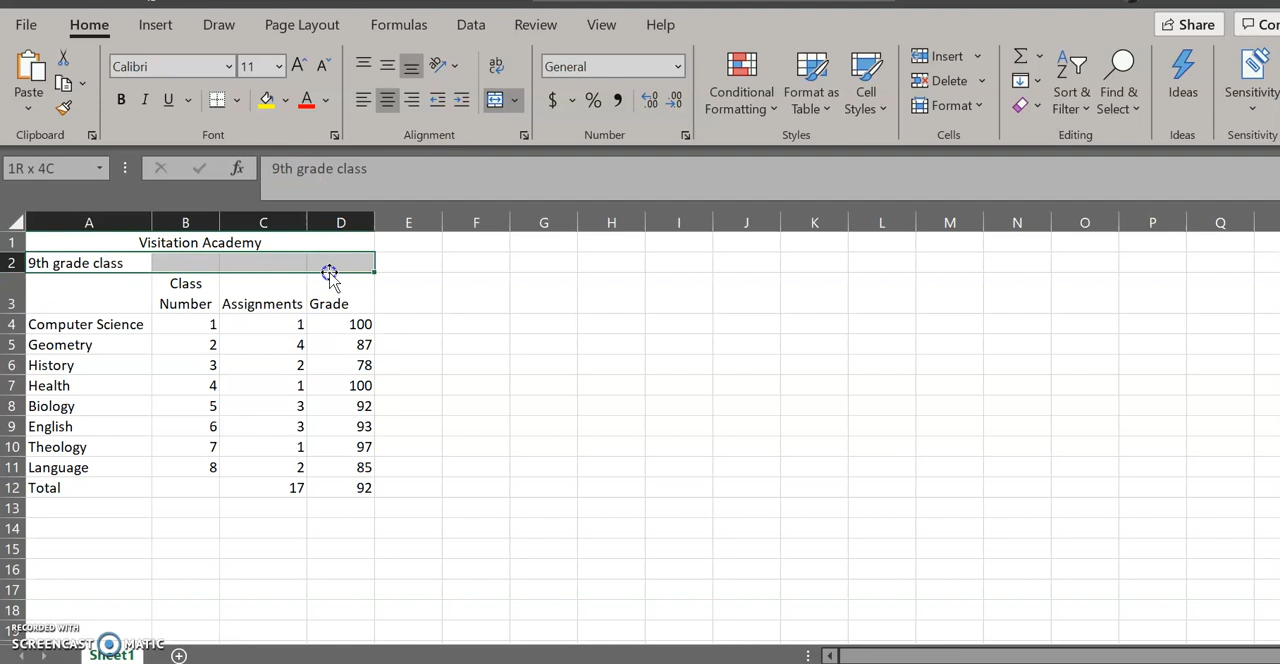 File Home Insert Draw Page Layout Formulas Data Review View Help Share
Paste Calibri 11 A A ab General Conditional Formatting Format as Table Cell Styles Insert Delete Format Sort & Filter Find & Select Ideas Sensitivity
B I U A $ % 9
Clipboard Font Alignment Number Styles Cells Editing Ideas Sensitivity
1R x 4C fx 9th grade class
A B C D E F G H I J K L M N O P Q
1 Visitation Academy
2 9th grade class
3 Class Number Assignments Grade
4 Computer Science 1 1 100
5 Geometry 2 4 87
6 History 3 2 78
7 Health 4 1 100
8 Biology 5 3 92
9 English 6 3 93
10 Theology 7 1 97
11 Language 8 2 85
12 Total 17 92
13
14
15
16
17
18
RECORDED WITH
SCREENCAST MATIC
Sheet1